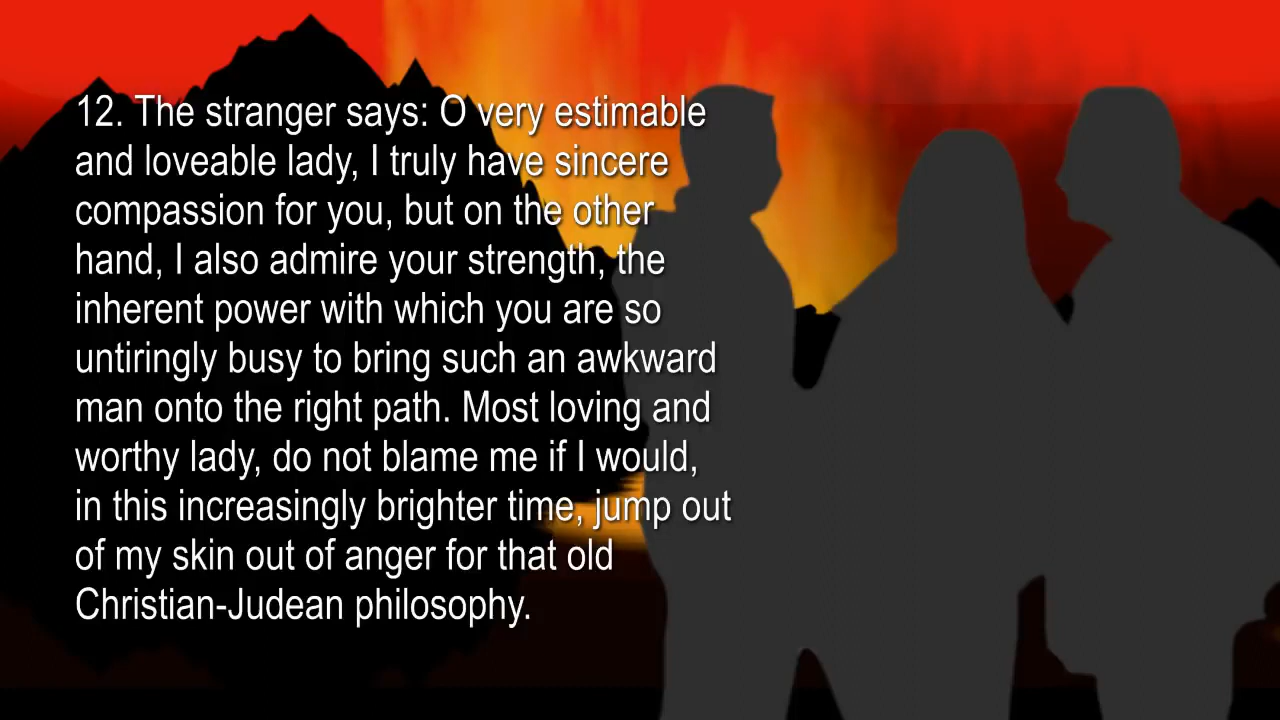 12. The stranger says: O very estimable
and loveable lady, I truly have sincere
compassion for you, but on the other
hand, I also admire your strength, the
inherent power with which you are so
untiringly busy to bring such an awkward
man onto the right path. Most loving and
worthy lady, do not blame me if I would,
in this increasingly brighter time, jump out
of my skin out of anger for that old
Christian-Judean philosophy.